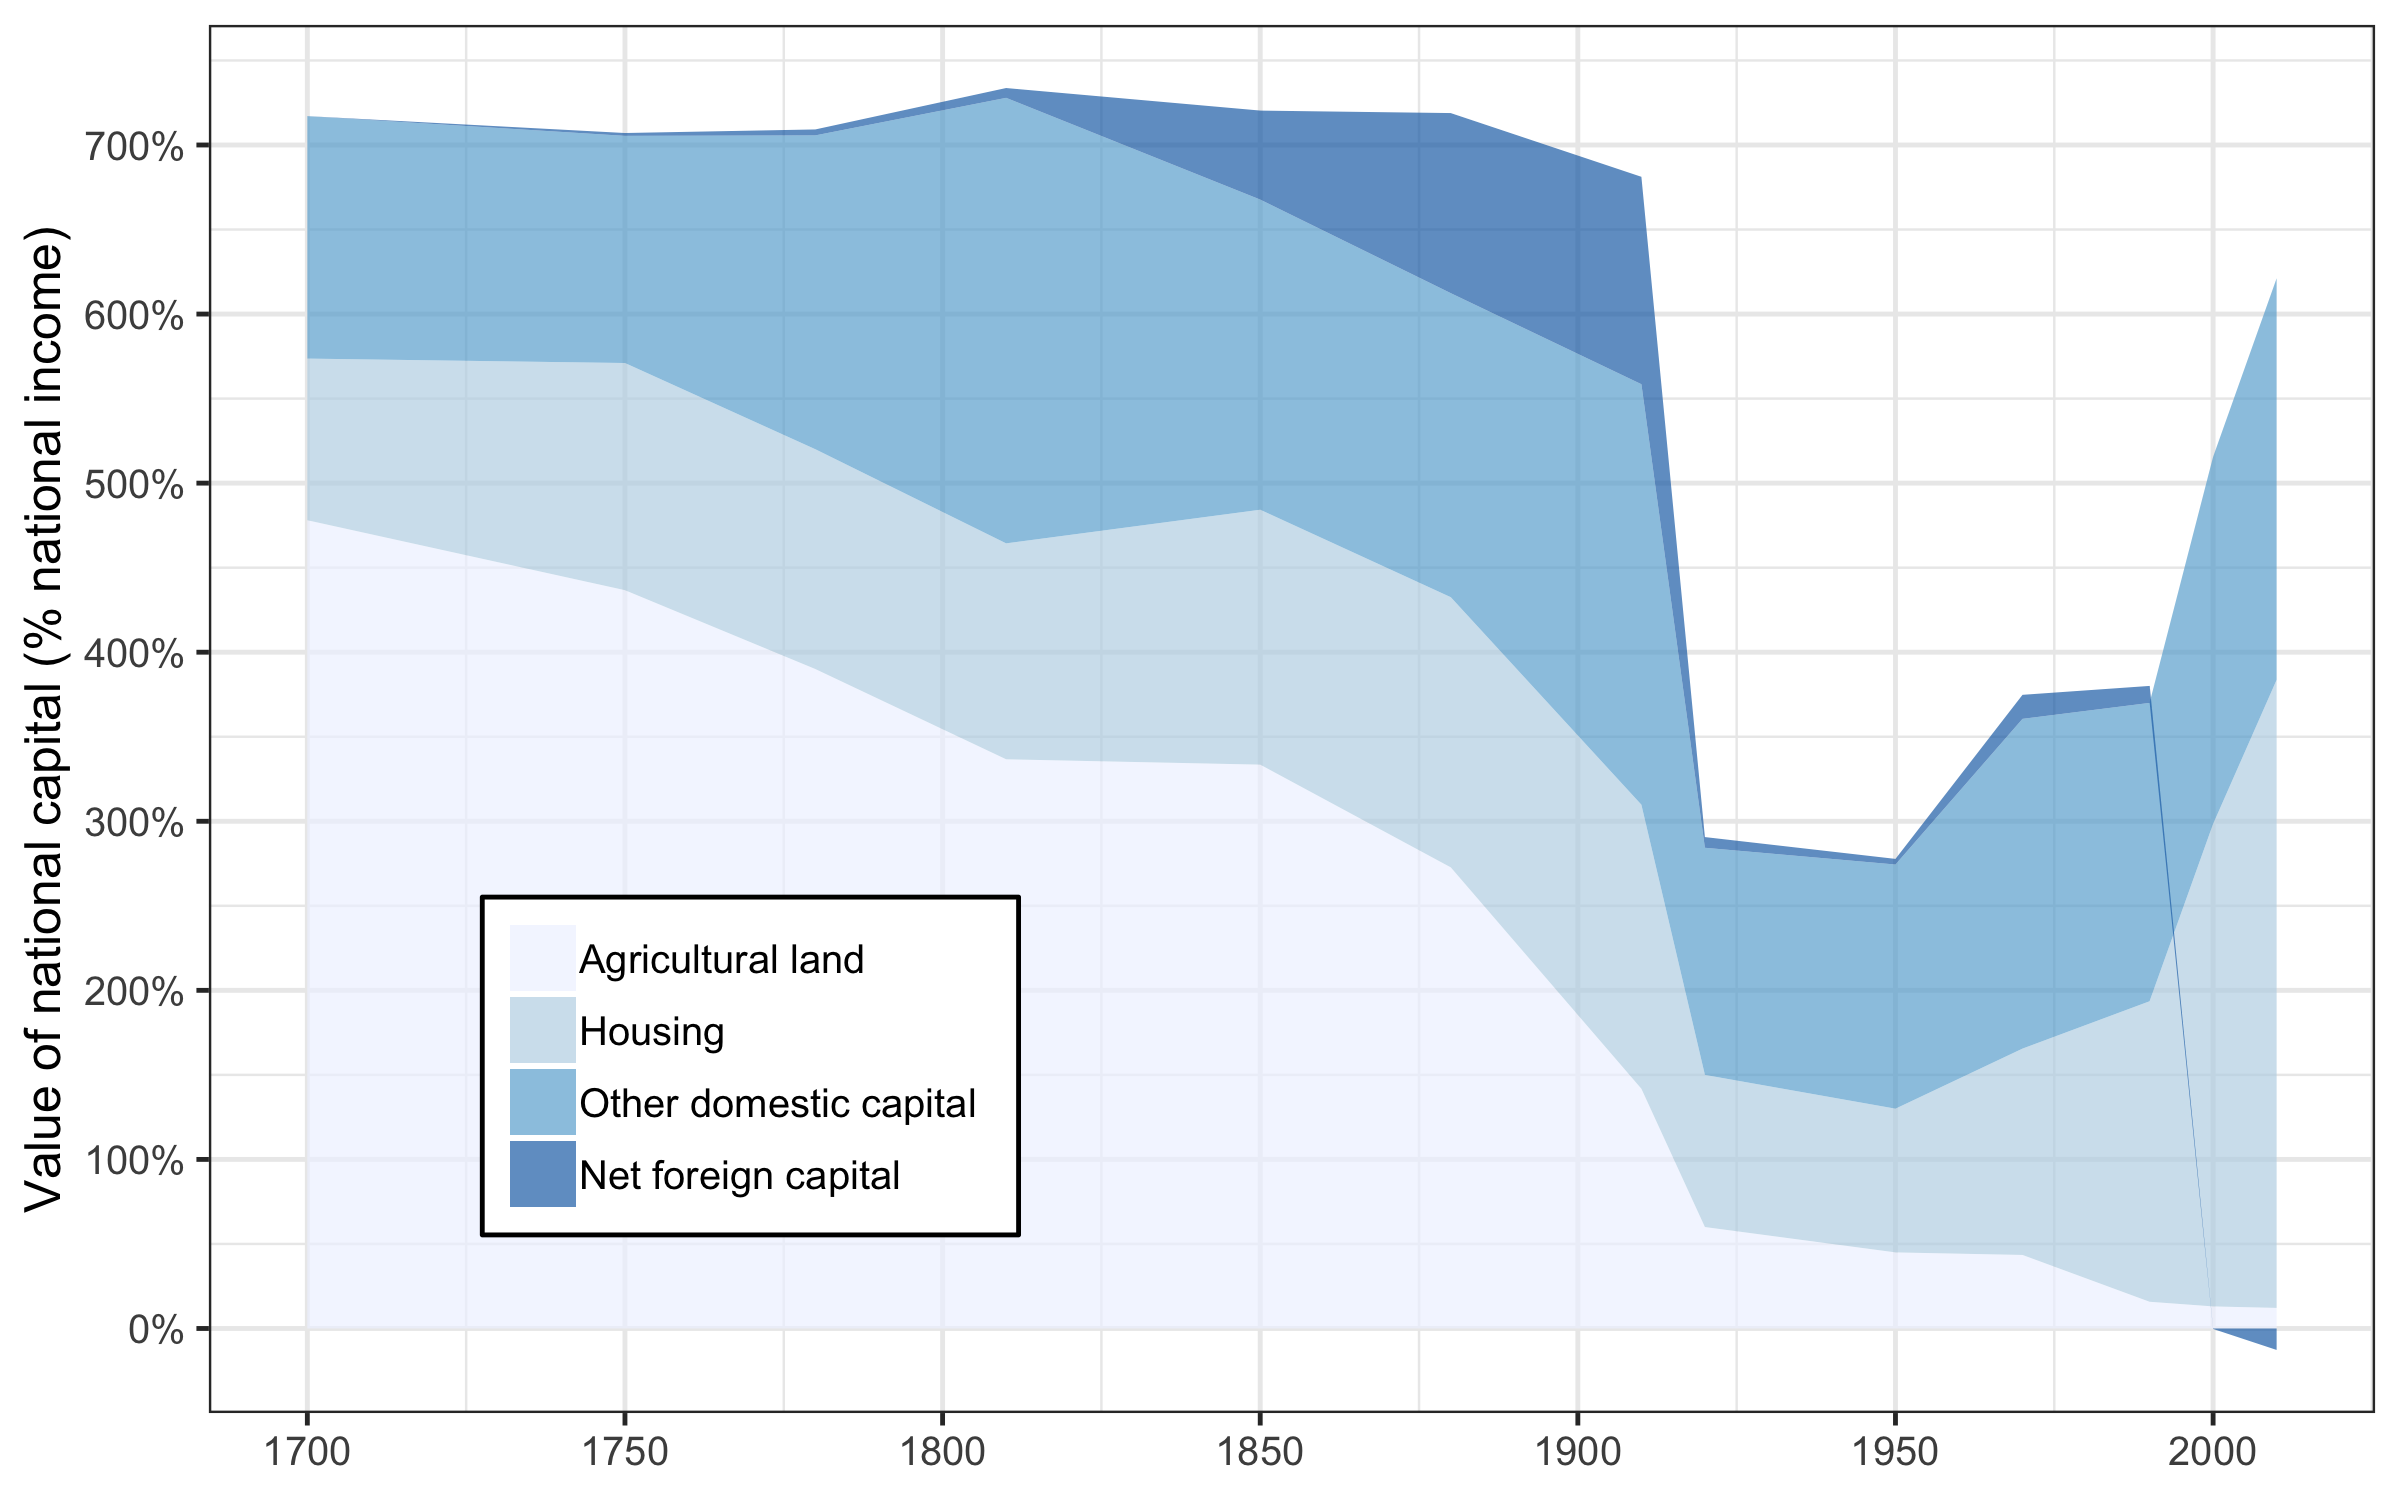 Value of national capital (% national income)
700%
600%
500%
400%
300%
200%
100%
0%
Agricultural land
Housing
Other domestic capital
Net foreign capital
1700 1750 1800 1850 1900 1950 2000